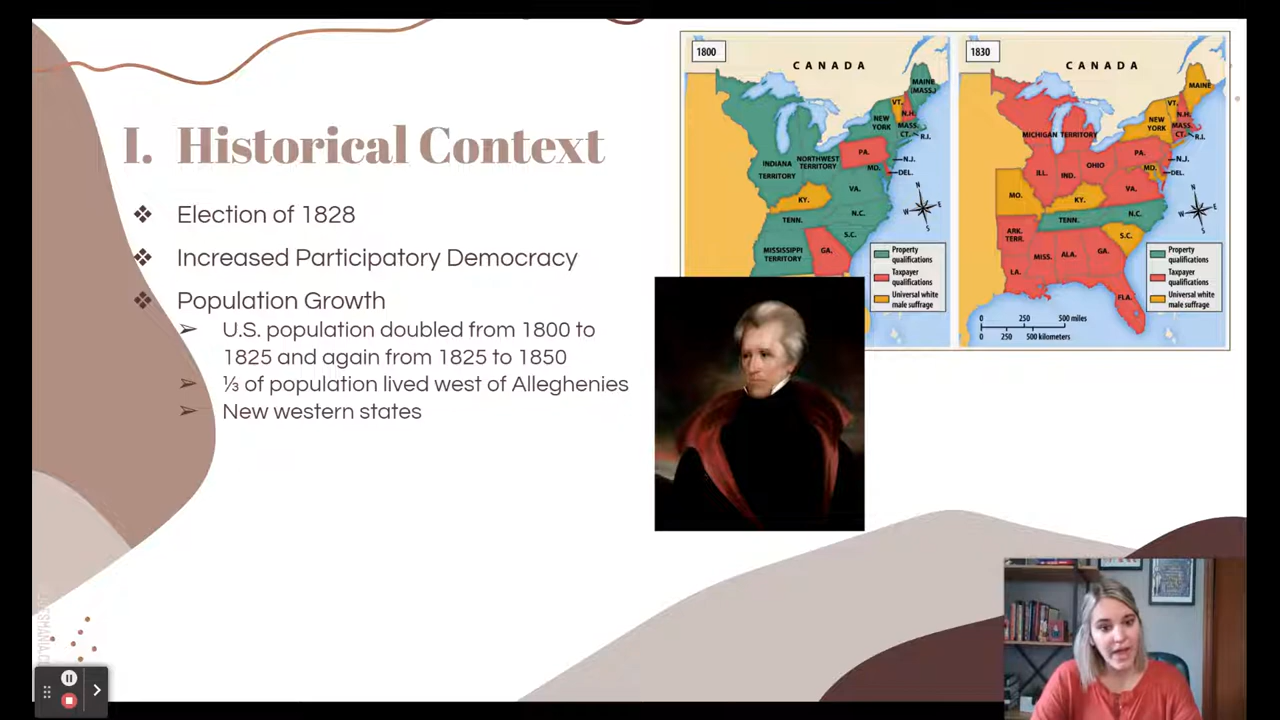 I. Historical Context
❖ Election of 1828
❖ Increased Participatory Democracy
❖ Population Growth
➢ U.S. population doubled from 1800 to
1825 and again from 1825 to 1850
➢ ⅓ of population lived west of Alleghenies
➢ New western states
1800
CANADA
MAINE
(MASS.)
VT.
N.H.
NEW
YORK
MASS.
CT.
R.I.
PA.
N.J.
MD.
DEL.
INDIANA
TERRITORY
NORTHWEST
TERRITORY
VA.
KY.
N.C.
TENN.
S.C.
MISSISSIPPI
TERRITORY
GA.
N
W
E
S
Property
qualifications
Taxpayer
qualifications
Universal white
male suffrage
1830
CANADA
MAINE
VT.
N.H.
NEW
YORK
MASS.
CT.
R.I.
MICHIGAN TERRITORY
PA.
N.J.
OHIO
MD.
DEL.
ILL.
IND.
VA.
MO.
KY.
N.C.
TENN.
S.C.
ARK.
TERR.
MISS.
ALA.
GA.
LA.
FLA.
N
W
E
S
Property
qualifications
Taxpayer
qualifications
Universal white
male suffrage
0 250 500 miles
0 250 500 kilometers